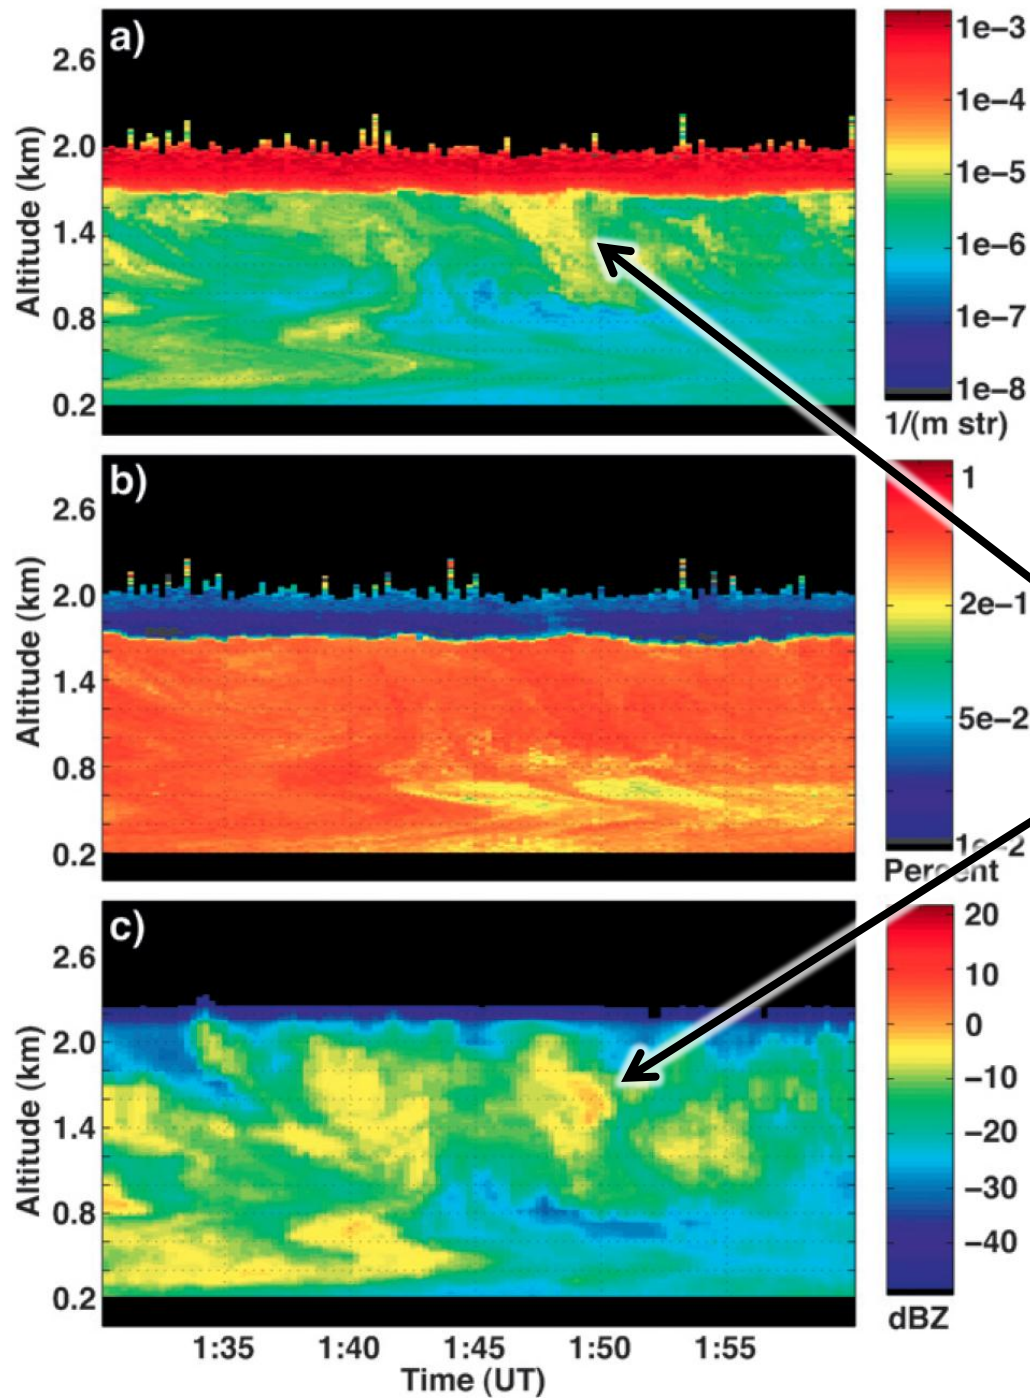 a)
2.6
2.0
1.4
0.8
0.2
Altitude (km)
1e–3
1e–4
1e–5
1e–6
1e–7
1e–8
1/(m str)
b)
2.6
2.0
1.4
0.8
0.2
Altitude (km)
1
2e–1
5e–2
1e–2
Percent
c)
2.6
2.0
1.4
0.8
0.2
Altitude (km)
20
10
0
–10
–20
–30
–40
dBZ
1:35 1:40 1:45 1:50 1:55
Time (UT)